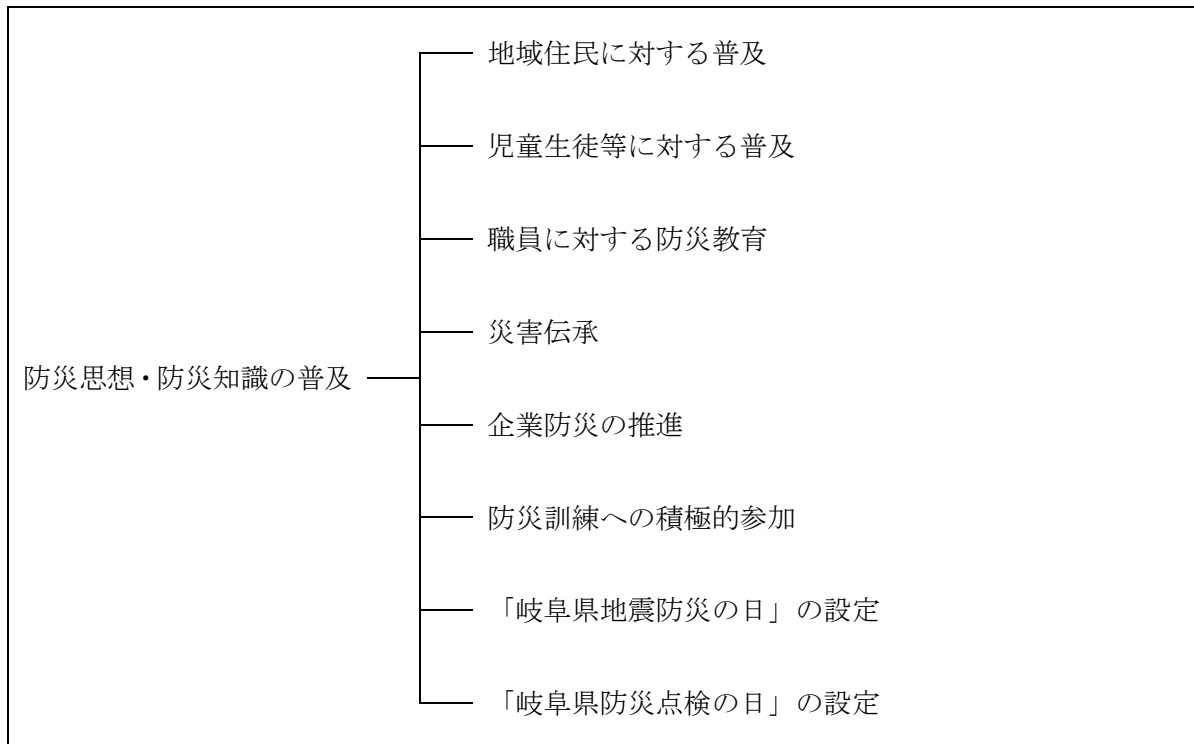 地域住民に対する普及
児童生徒等に対する普及
職員に対する防災教育
災害伝承
防災思想・防災知識の普及
企業防災の推進
防災訓練への積極的参加
「岐阜県地震防災の日」の設定
「岐阜県防災点検の日」の設定